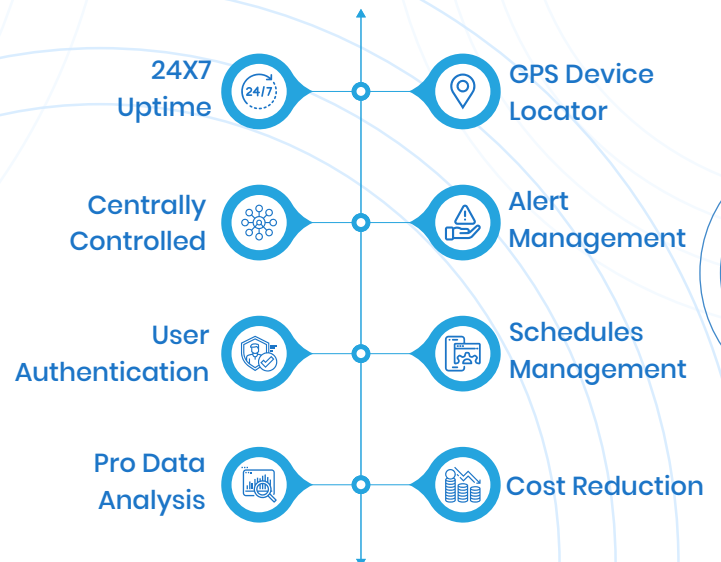 24X7
Uptime
24/7
GPS Device
Locator
Centrally
Controlled
Alert
Management
User
Authentication
Schedules
Management
Pro Data
Analysis
Cost Reduction